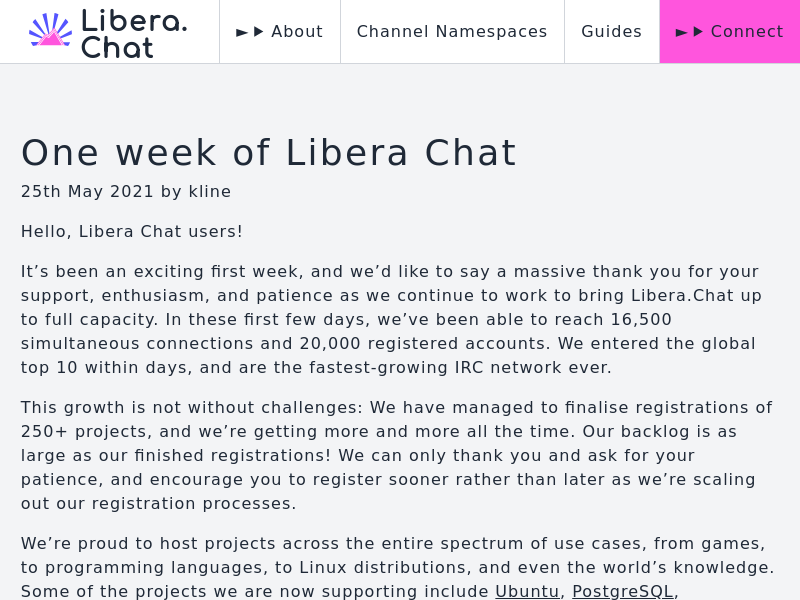 Libera.
Chat
► About
Channel Namespaces
Guides
► Connect
One week of Libera Chat
25th May 2021 by kline
Hello, Libera Chat users!
It’s been an exciting first week, and we’d like to say a massive thank you for your
support, enthusiasm, and patience as we continue to work to bring Libera.Chat up
to full capacity. In these first few days, we’ve been able to reach 16,500
simultaneous connections and 20,000 registered accounts. We entered the global
top 10 within days, and are the fastest-growing IRC network ever.
This growth is not without challenges: We have managed to finalise registrations of
250+ projects, and we’re getting more and more all the time. Our backlog is as
large as our finished registrations! We can only thank you and ask for your
patience, and encourage you to register sooner rather than later as we’re scaling
out our registration processes.
We’re proud to host projects across the entire spectrum of use cases, from games,
to programming languages, to Linux distributions, and even the world’s knowledge.
Some of the projects we are now supporting include Ubuntu, PostgreSQL,